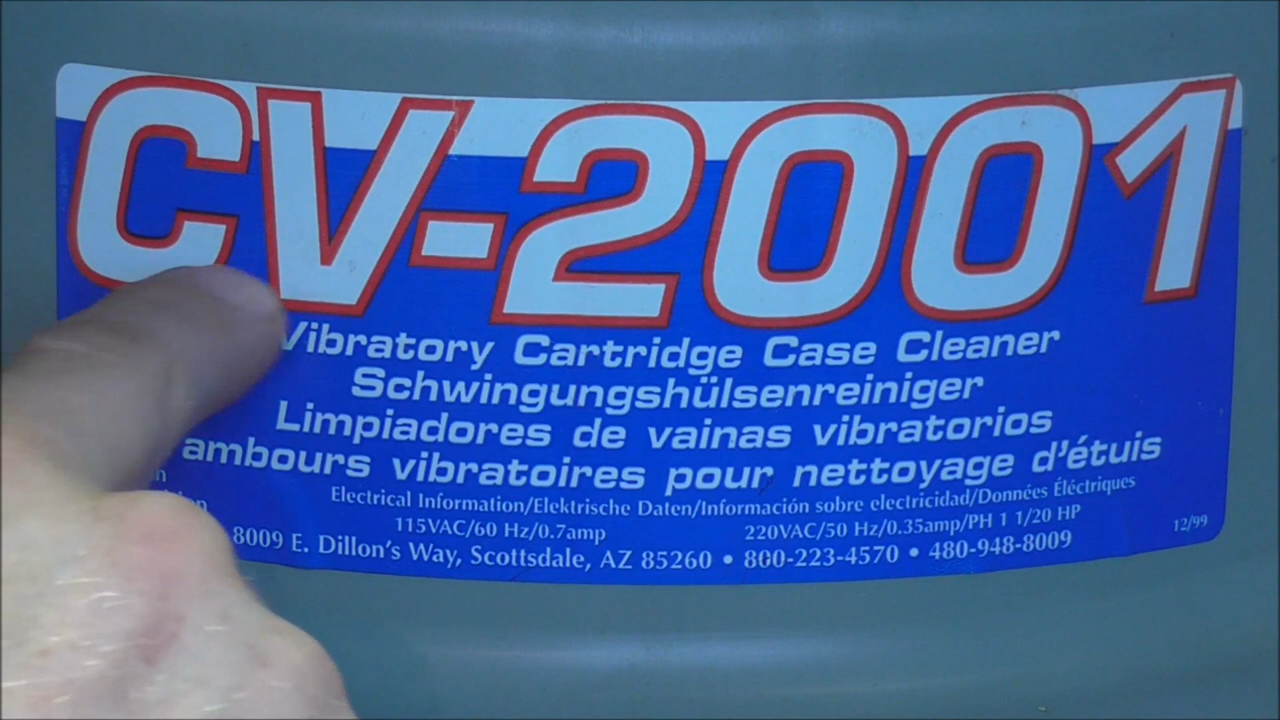 CV-2001
Vibratory Cartridge Case Cleaner
Schwingungshülsenreiniger
Limpiadores de vainas vibratorios
ambours vibratoires pour nettoyage d'étuis
Electrical Information/Elektrische Daten/Información sobre electricidad/Données Éléctriques
115VAC/60 Hz/0.7amp 220VAC/50 Hz/0.35amp/PH 1 1/20 HP
12/99
8009 E. Dillon's Way, Scottsdale, AZ 85260 • 800-223-4570 • 480-948-8009